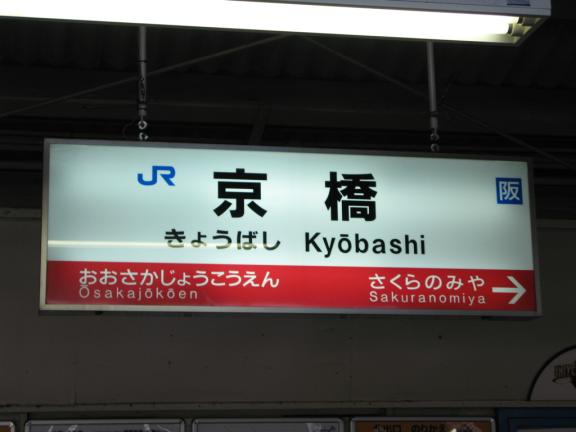 JR 京橋 阪
きょうばし Kyōbashi
おおさかじょうこうえん さくらのみや →
Ōsakajōkōen Sakuranomiya